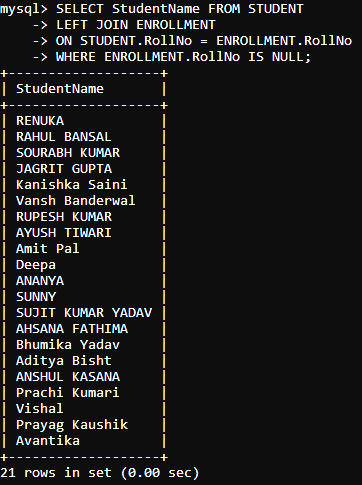 mysql> SELECT StudentName FROM STUDENT
    -> LEFT JOIN ENROLLMENT
    -> ON STUDENT.RollNo = ENROLLMENT.RollNo
    -> WHERE ENROLLMENT.RollNo IS NULL;
+-------------------+
| StudentName       |
+-------------------+
| RENUKA            |
| RAHUL BANSAL      |
| SOURABH KUMAR     |
| JAGRIT GUPTA      |
| Kanishka Saini    |
| Vansh Banderwal   |
| RUPESH KUMAR      |
| AYUSH TIWARI      |
| Amit Pal          |
| Deepa             |
| ANANYA            |
| SUNNY             |
| SUJIT KUMAR YADAV |
| AHSANA FATHIMA    |
| Bhumika Yadav     |
| Aditya Bisht      |
| ANSHUL KASANA     |
| Prachi Kumari     |
| Vishal            |
| Prayag Kaushik    |
| Avantika          |
+-------------------+
21 rows in set (0.00 sec)